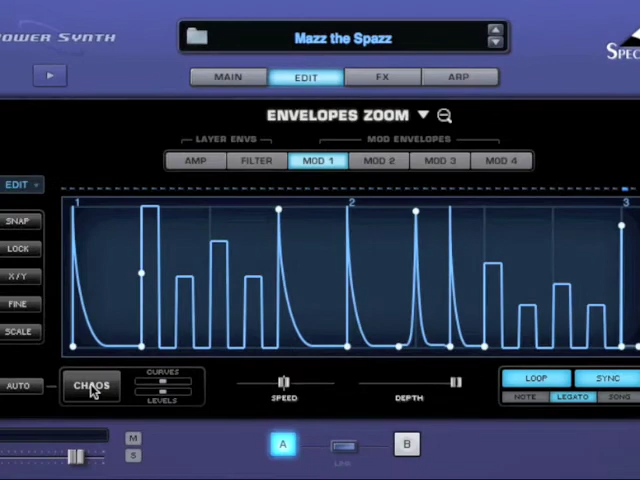 OWER SYNTH
Mazz the Spazz
SPEC
MAIN
EDIT
FX
ARP
ENVELOPES ZOOM
LAYER ENVS
MOD ENVELOPES
AMP
FILTER
MOD 1
MOD 2
MOD 3
MOD 4
EDIT
1
2
3
SNAP
LOCK
X/Y
FINE
SCALE
AUTO
CHAOS
CURVES
LEVELS
SPEED
DEPTH
LOOP
SYNC
NOTE
LEGATO
SONG
M
S
A
LINK
B